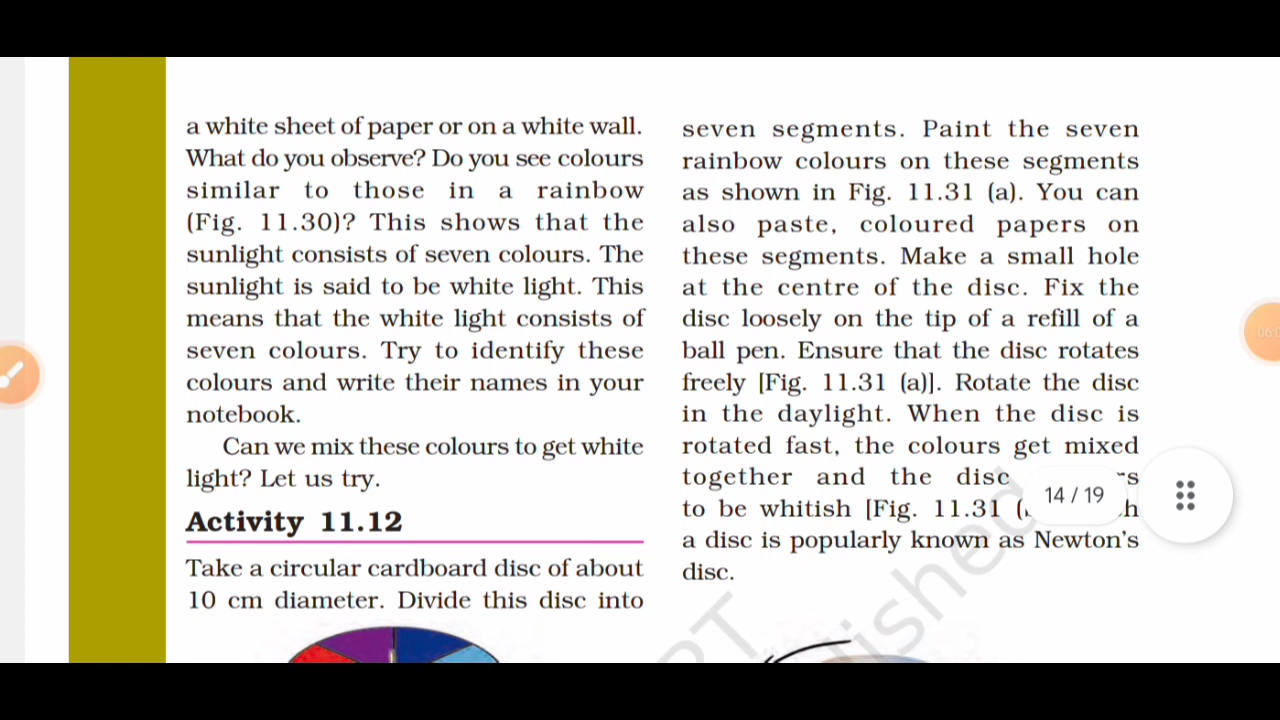 a white sheet of paper or on a white wall.
What do you observe? Do you see colours
similar to those in a rainbow
(Fig. 11.30)? This shows that the
sunlight consists of seven colours. The
sunlight is said to be white light. This
means that the white light consists of
seven colours. Try to identify these
colours and write their names in your
notebook.
Can we mix these colours to get white
light? Let us try.
Activity 11.12
Take a circular cardboard disc of about
10 cm diameter. Divide this disc into
seven segments. Paint the seven
rainbow colours on these segments
as shown in Fig. 11.31 (a). You can
also paste, coloured papers on
these segments. Make a small hole
at the centre of the disc. Fix the
disc loosely on the tip of a refill of a
ball pen. Ensure that the disc rotates
freely [Fig. 11.31 (a)]. Rotate the disc
in the daylight. When the disc is
rotated fast, the colours get mixed
together and the disc
to be whitish [Fig. 11.31
a disc is popularly known as Newton's
disc.
14 / 19